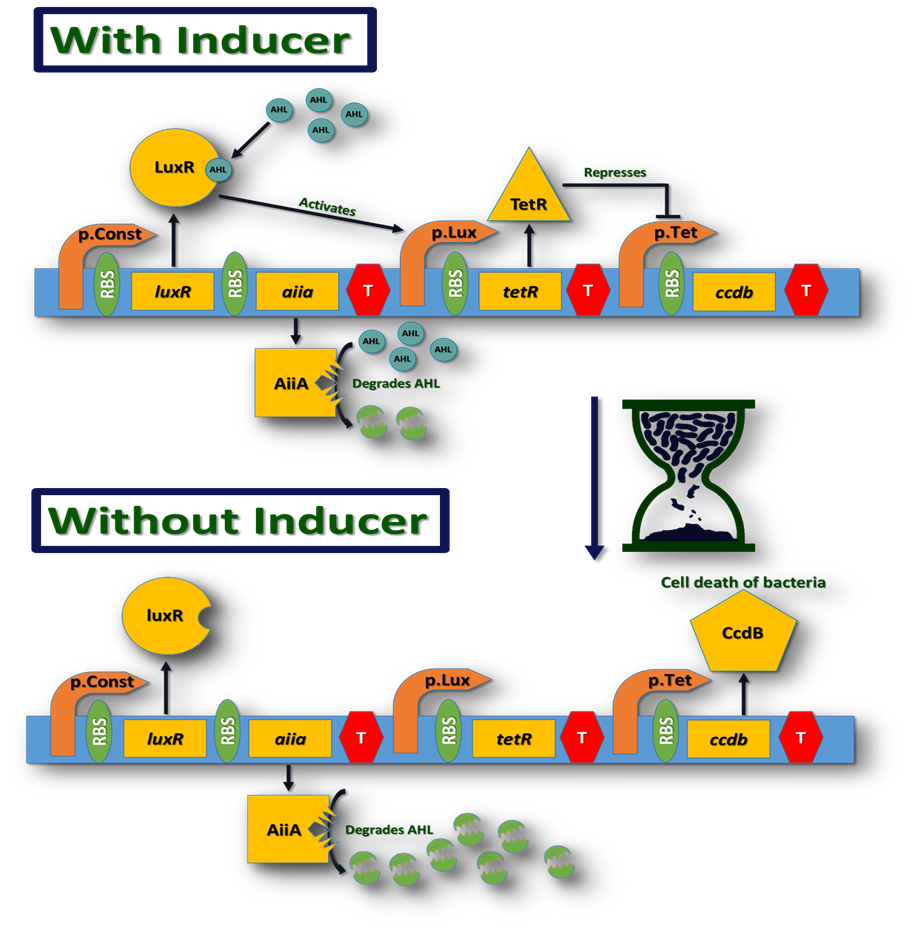 With Inducer
AHL
AHL
AHL
AHL
LuxR
AHL
Activates
TetR
Represses
p.Const
p.Lux
p.Tet
RBS
luxR
RBS
aiia
T
RBS
tetR
T
RBS
ccdb
T
AiiA
AHL
AHL
AHL
AHL
Degrades AHL
Without Inducer
Cell death of bacteria
luxR
CcdB
p.Const
p.Lux
p.Tet
RBS
luxR
RBS
aiia
T
RBS
tetR
T
RBS
ccdb
T
AiiA
Degrades AHL